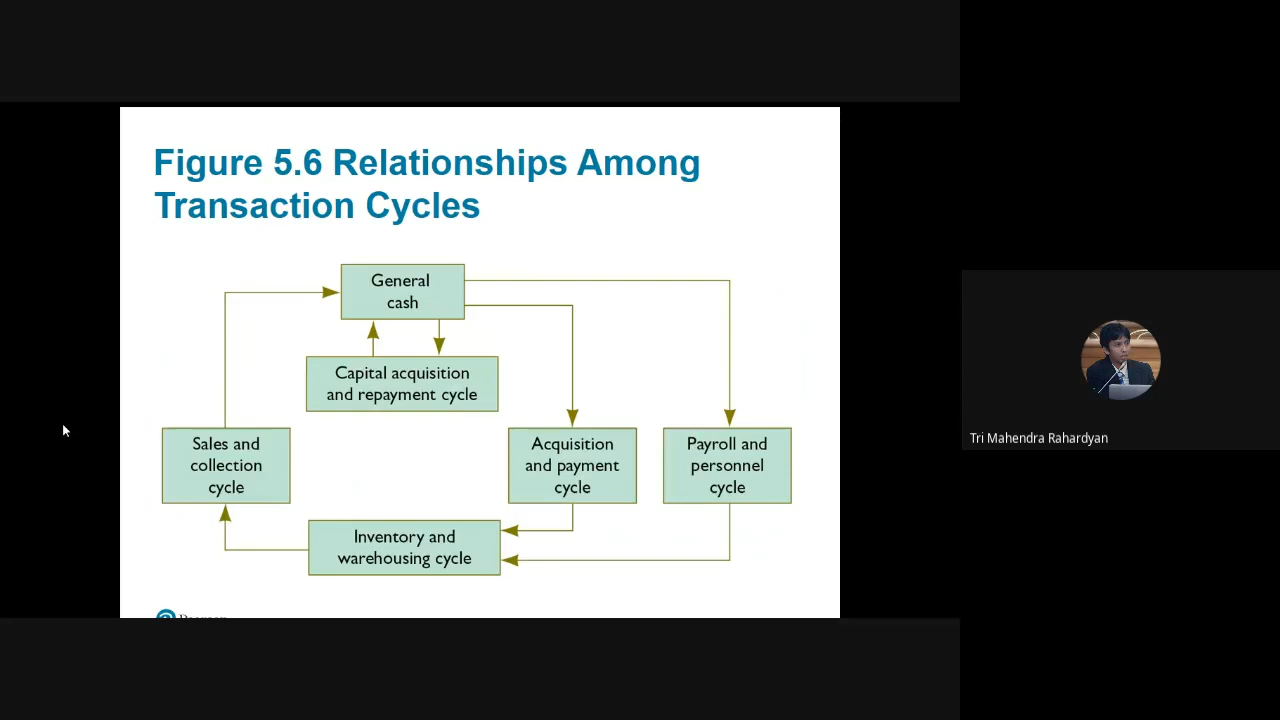 Figure 5.6 Relationships Among
Transaction Cycles
General
cash
Capital acquisition
and repayment cycle
Sales and
collection
cycle
Acquisition
and payment
cycle
Payroll and
personnel
cycle
Inventory and
warehousing cycle
Tri Mahendra Rahardyan